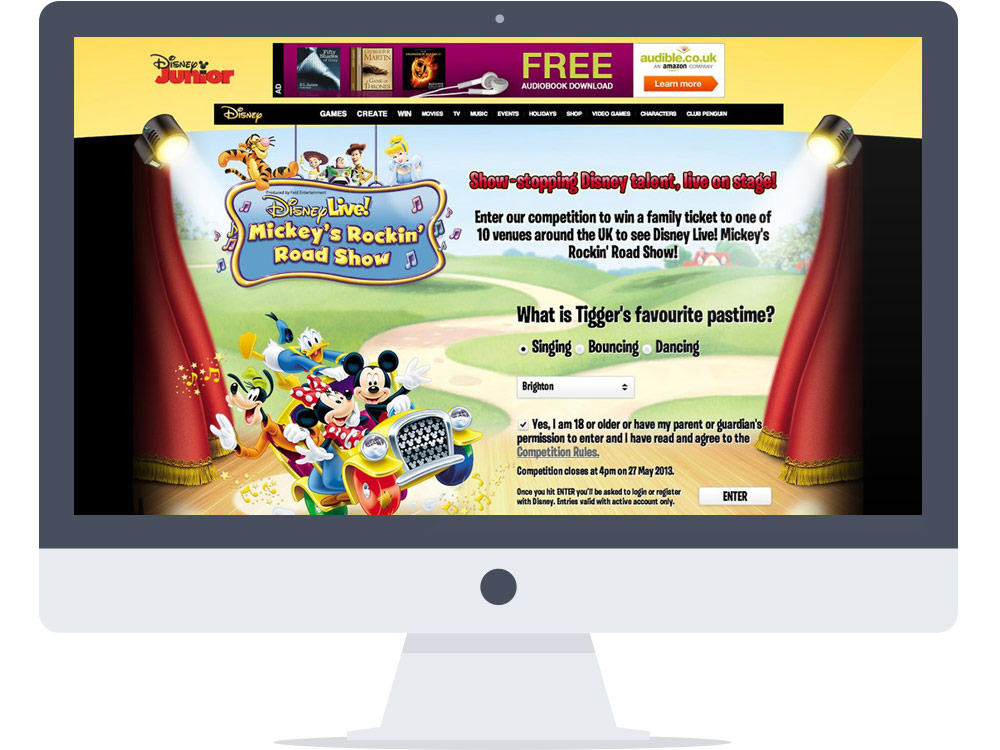 Disney
Junior
AD
Fifty
Shades
GEORGE R.R.
MARTIN
A GAME OF
THRONES
FREE
AUDIOBOOK DOWNLOAD
audible.co.uk
AN amazon COMPANY
Learn more
Disney
GAMES CREATE WIN MOVIES TV MUSIC EVENTS HOLIDAYS SHOP VIDEO GAMES CHARACTERS CLUB PENGUIN
Produced by Feld Entertainment
Disney Live!
Mickey's Rockin'
Road Show
Show-stopping Disney talent, live on stage!
Enter our competition to win a family ticket to one of
10 venues around the UK to see Disney Live! Mickey's
Rockin' Road Show!
What is Tigger's favourite pastime?
Singing Bouncing Dancing
Brighton
Yes, I am 18 or older or have my parent or guardian's
permission to enter and I have read and agree to the
Competition Rules.
Competition closes at 4pm on 27 May 2013.
Once you hit ENTER you'll be asked to login or register
with Disney. Entries valid with active account only.
ENTER